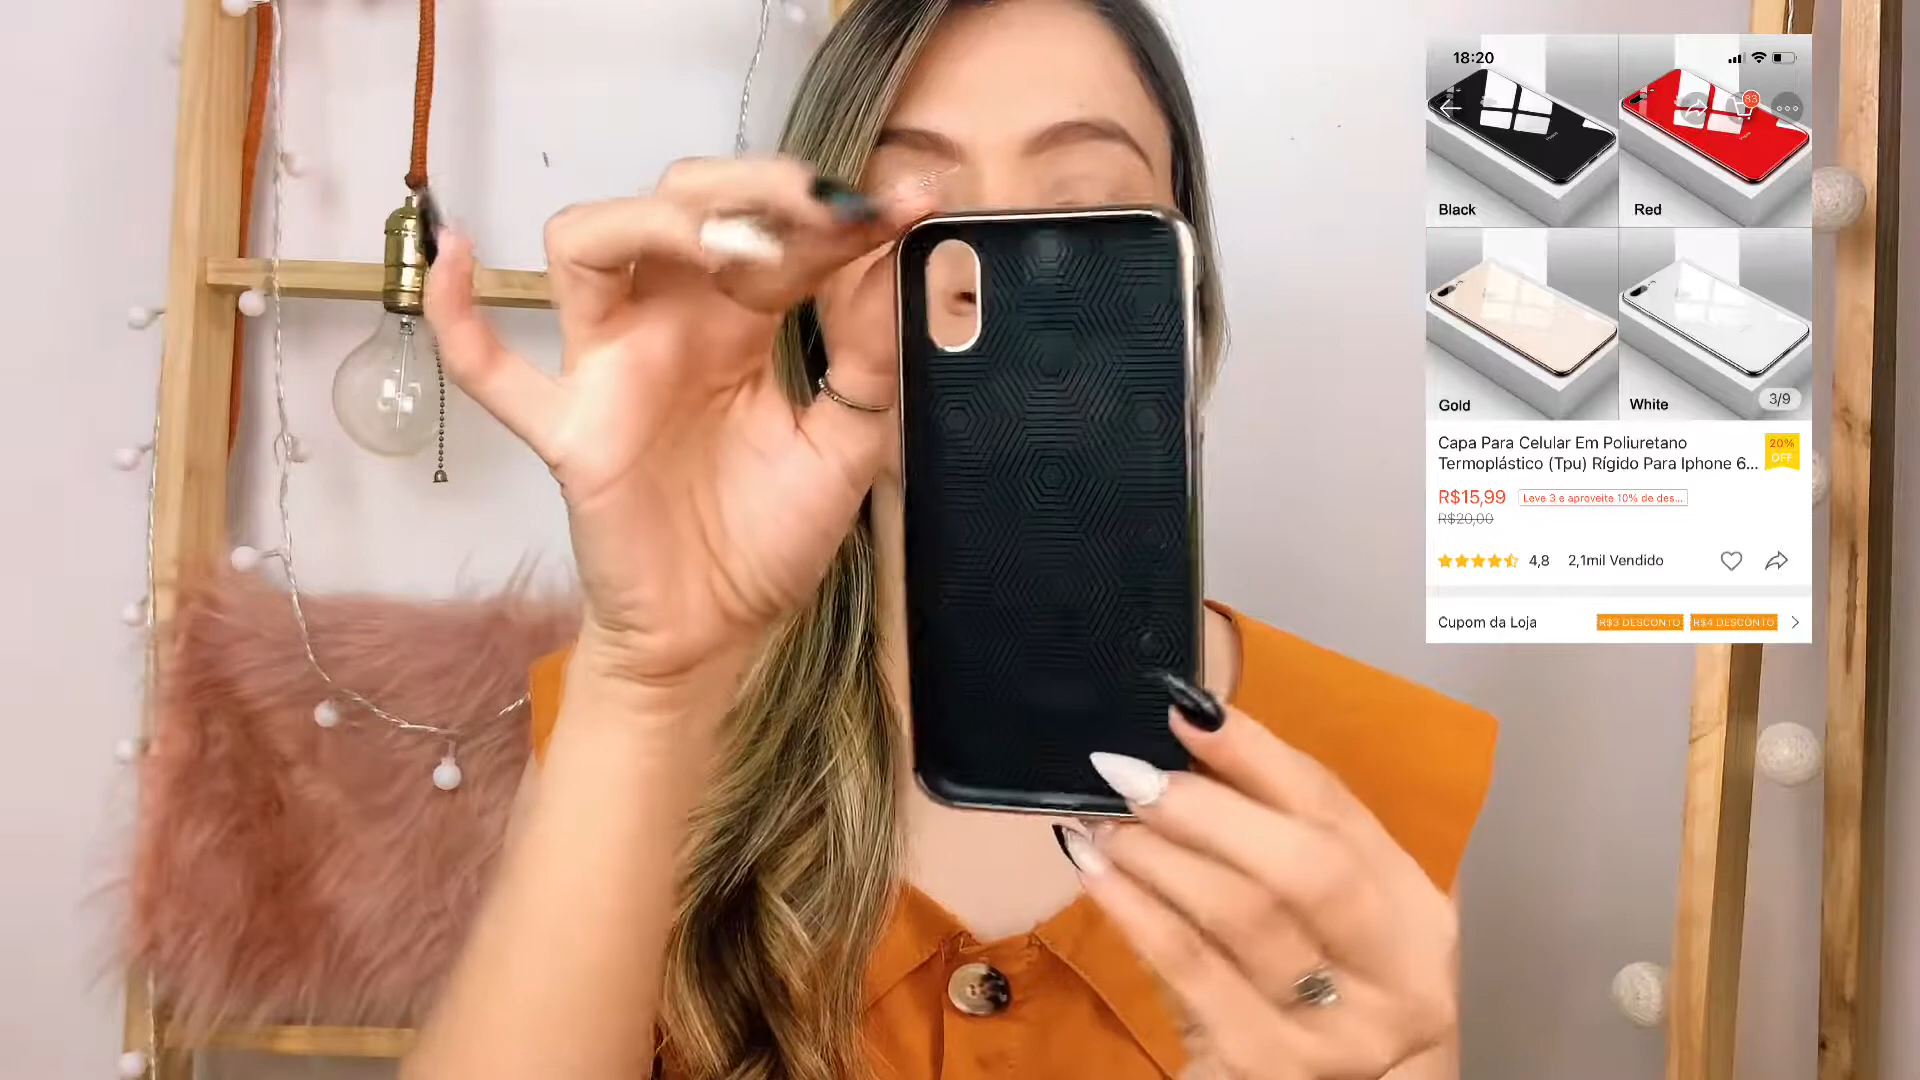 18:20
83
Black
Red
Gold
White
3/9
Capa Para Celular Em Poliuretano
Termoplástico (Tpu) Rígido Para Iphone 6...
20%
OFF
R$15,99
Leve 3 e aproveite 10% de des...
R$20,00
4,8
2,1mil Vendido
Cupom da Loja
R$3 DESCONTO
R$4 DESCONTO